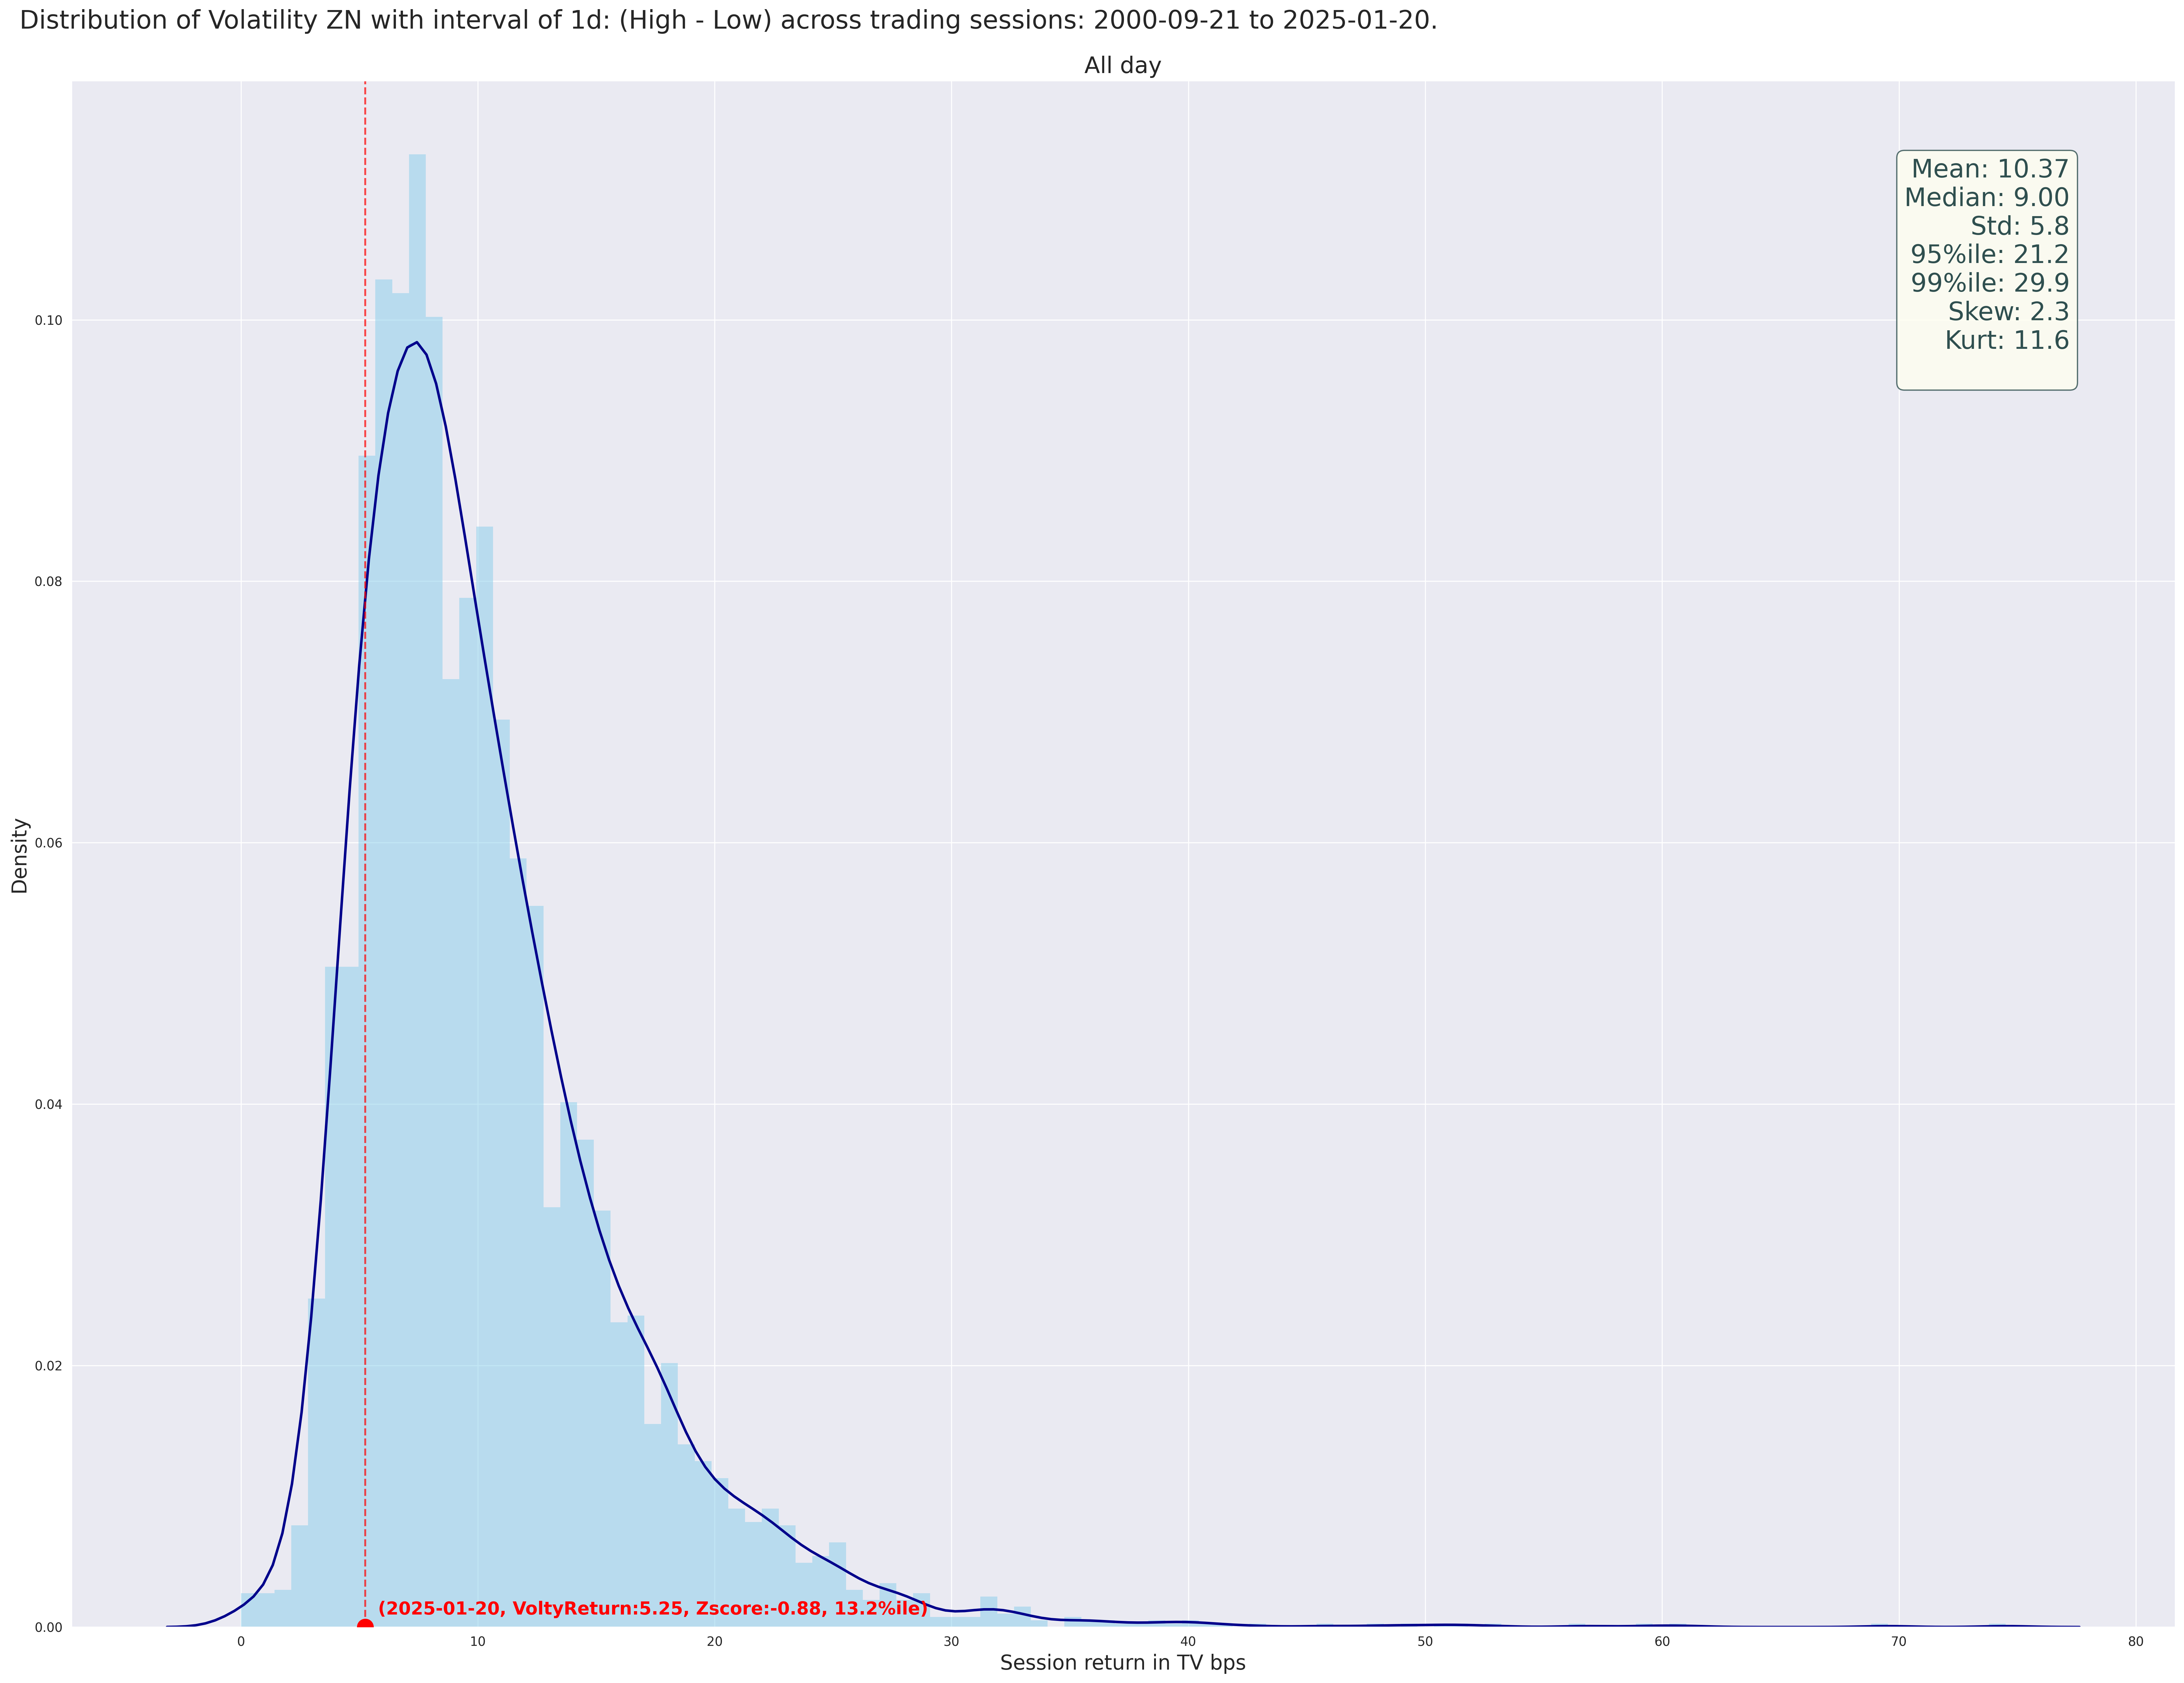 Distribution of Volatility ZN with interval of 1d: (High - Low) across trading sessions: 2000-09-21 to 2025-01-20.
All day
Mean: 10.37
Median: 9.00
Std: 5.8
95%ile: 21.2
99%ile: 29.9
Skew: 2.3
Kurt: 11.6
Density
0.10
0.08
0.06
0.04
0.02
0.00
(2025-01-20, VoltyReturn:5.25, Zscore:-0.88, 13.2%ile)
0 10 20 30 40 50 60 70 80
Session return in TV bps